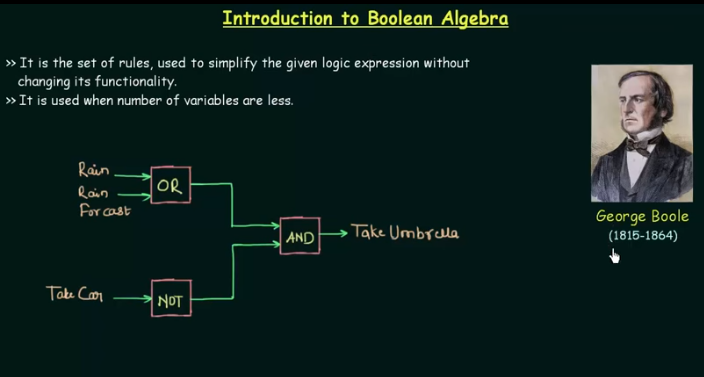 Introduction to Boolean Algebra
» It is the set of rules, used to simplify the given logic expression without
changing its functionality.
» It is used when number of variables are less.
Rain
Rain
Forcast
OR
AND
Take Umbrella
Take Car
NOT
George Boole
(1815-1864)